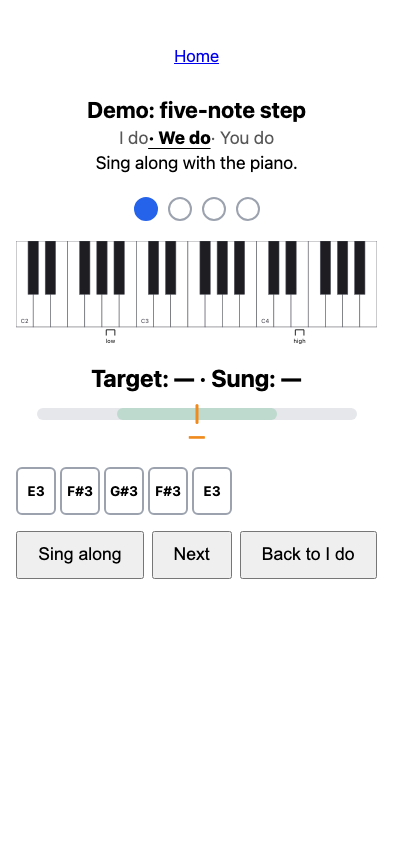 Home
Demo: five-note step
I do· We do· You do
Sing along with the piano.
C2 C3 C4
low high
Target: — · Sung: —
—
E3 F#3 G#3 F#3 E3
Sing along Next Back to I do